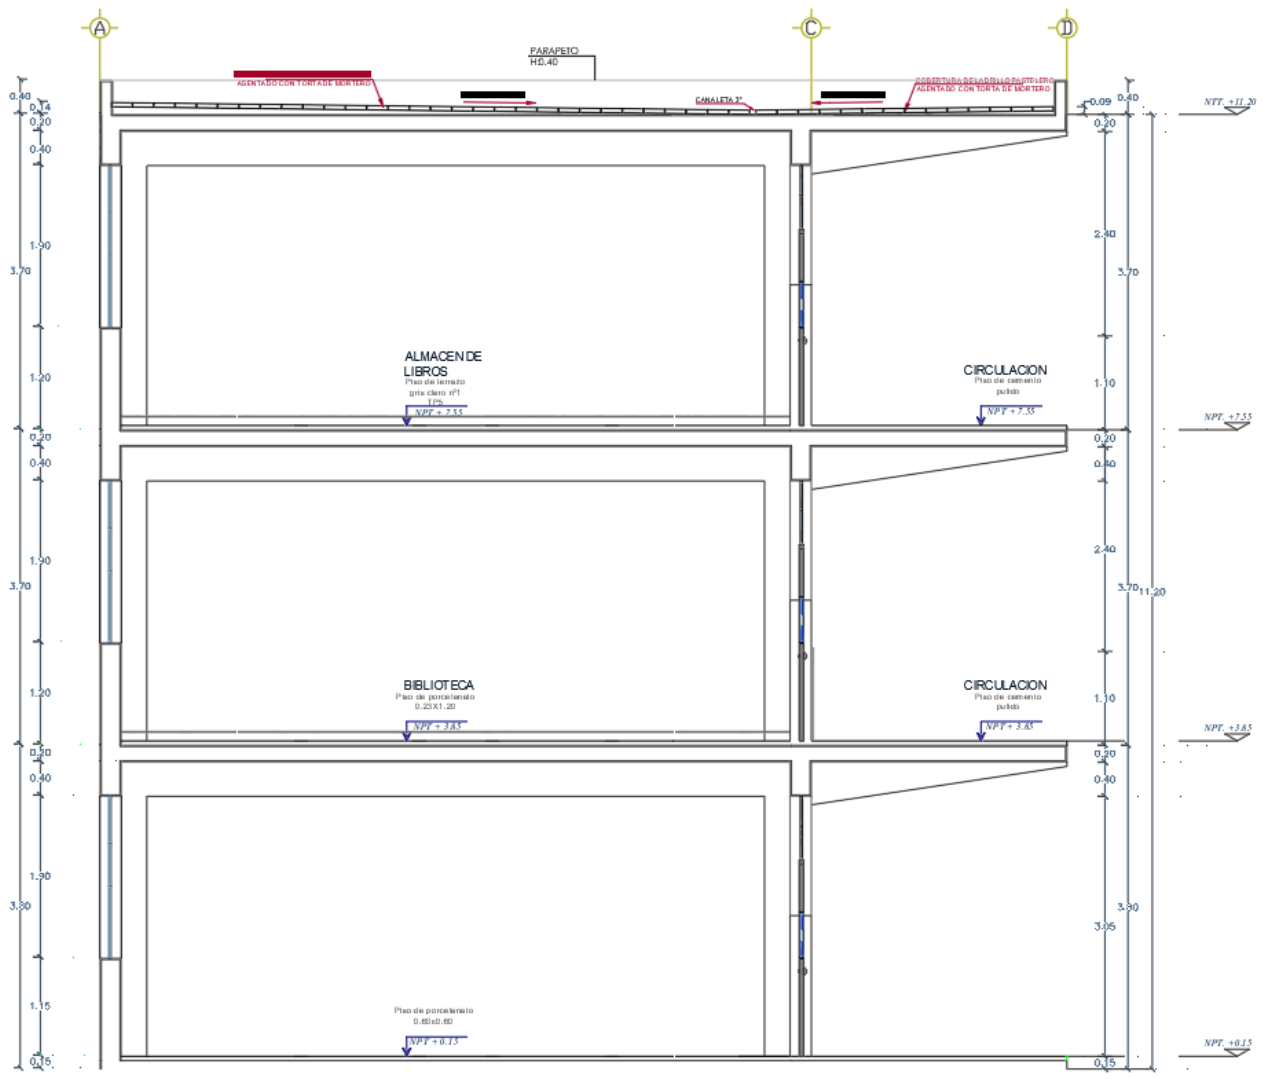 A
C
D
PARAPETO
H:0.40
AGENTADO CON TORTA DE MORTERO
CANALETA 3"
COBERTURA DE LADRILLO PASTELERO
AGENTADO CON TORTA DE MORTERO
0.40
0.14
0.20
0.40
1.90
3.70
1.20
0.20
0.40
1.90
3.70
1.20
0.20
0.40
1.90
3.80
1.15
0.15
ALMACEN DE
LIBROS
Piso de terrazo
gris claro nº1
NPT + 7.55
CIRCULACION
Piso de cemento
pulido
NPT + 7.55
BIBLIOTECA
Piso de porcelanato
0.23X1.20
NPT + 3.85
CIRCULACION
Piso de cemento
pulido
NPT + 3.85
Piso de porcelanato
0.60x0.60
NPT + 0.15
0.09
0.40
0.20
2.40
3.70
1.10
0.20
0.40
2.40
3.70
11.20
1.10
0.20
0.40
3.80
3.05
0.15
NTT. +11.20
NPT. +7.55
NPT. +3.85
NPT. +0.15